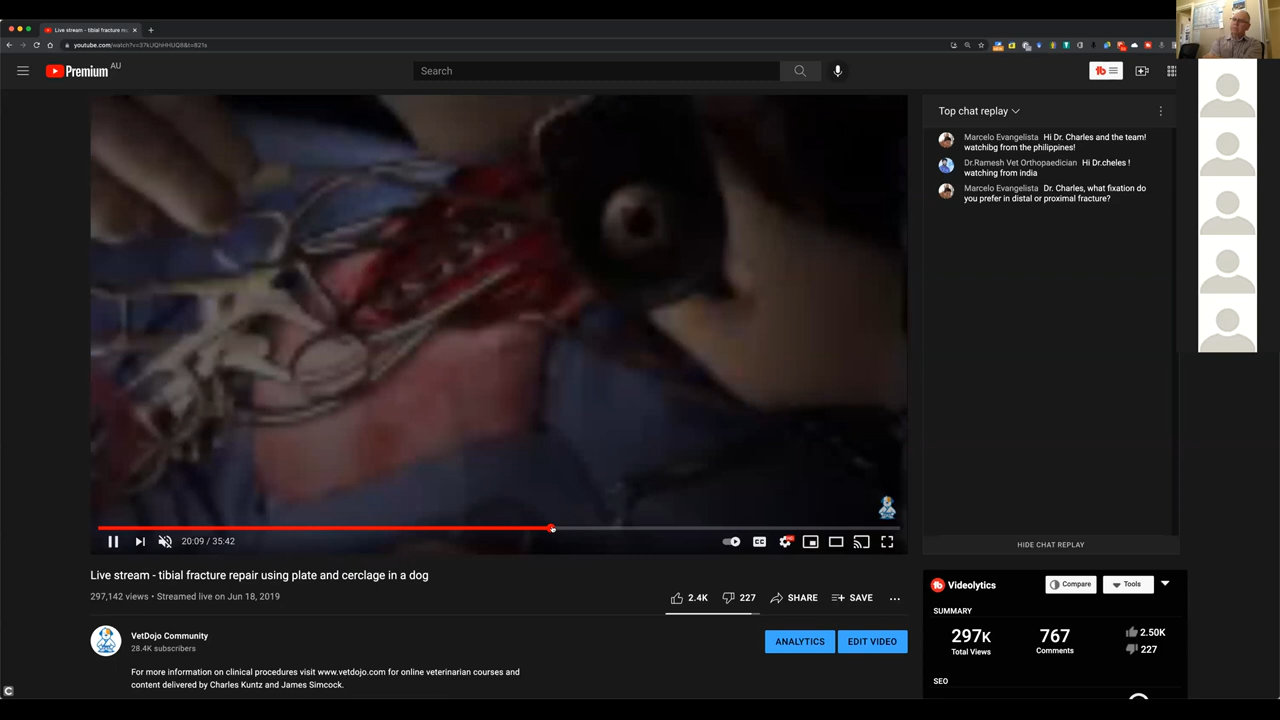 Live stream - tibial fracture re
youtube.com/watch?v=37kUQhHHUQ8&t=821s
Premium AU
Search
Top chat replay
Marcelo Evangelista Hi Dr. Charles and the team!
watchibg from the philippines!
Dr.Ramesh Vet Orthopaedician Hi Dr.cheles !
watching from india
Marcelo Evangelista Dr. Charles, what fixation do
you prefer in distal or proximal fracture?
20:09 / 35:42
CC
HIDE CHAT REPLAY
Live stream - tibial fracture repair using plate and cerclage in a dog
297,142 views • Streamed live on Jun 18, 2019
2.4K
227
SHARE
SAVE
VetDojo Community
28.4K subscribers
ANALYTICS
EDIT VIDEO
For more information on clinical procedures visit www.vetdojo.com for online veterinary courses and
content delivered by Charles Kuntz and James Simcock.
Videolytics
Compare
Tools
SUMMARY
297K
Total Views
767
Comments
2.50K
227
SEO